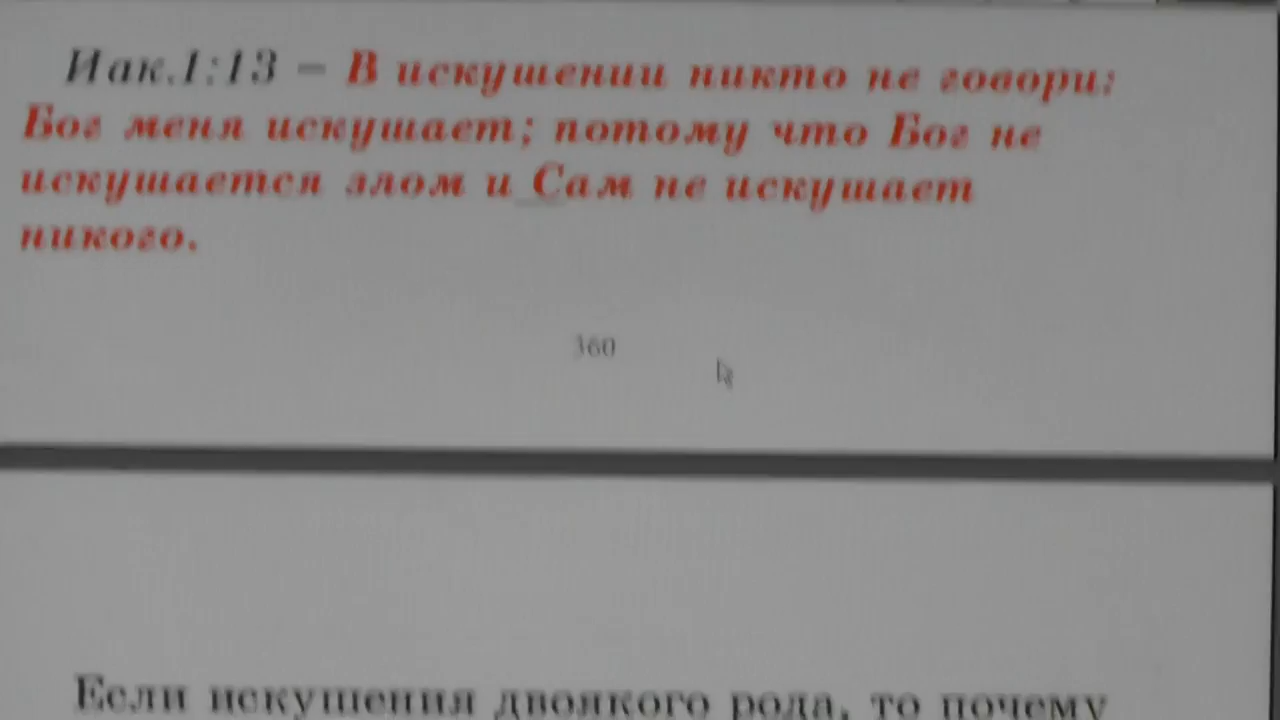 Иак.1:13 – В искушении никто не говори:
Бог меня искушает; потому что Бог не
искушается злом и Сам не искушает
никого.
360
Если искушения двоякого рода, то почему